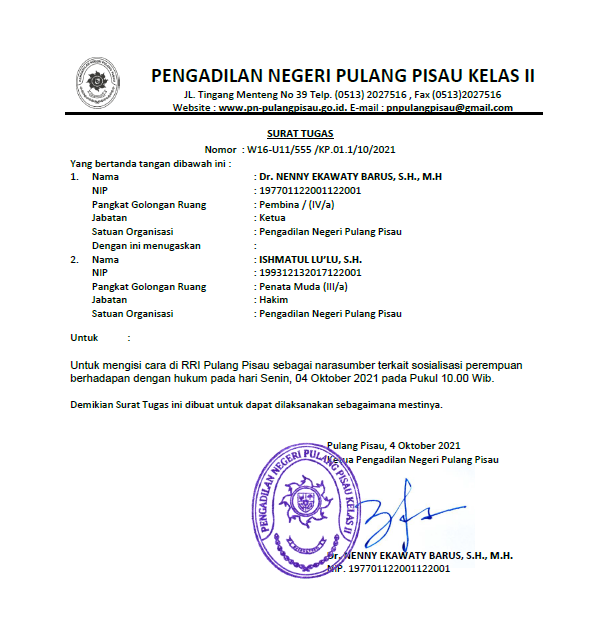 PENGADILAN NEGERI PULANG PISAU KELAS II
JL. Tingang Menteng No 39 Telp. (0513) 2027516 , Fax (0513)2027516
Website : www.pn-pulangpisau.go.id. E-mail : pnpulangpisau@gmail.com
SURAT TUGAS
Nomor : W16-U11/555 /KP.01.1/10/2021
Yang bertanda tangan dibawah ini :
1. Nama : Dr. NENNY EKAWATY BARUS, S.H., M.H
NIP : 197701122001122001
Pangkat Golongan Ruang : Pembina / (IV/a)
Jabatan : Ketua
Satuan Organisasi : Pengadilan Negeri Pulang Pisau
Dengan ini menugaskan :
2. Nama : ISHMATUL LU'LU, S.H.
NIP : 199312132017122001
Pangkat Golongan Ruang : Penata Muda (III/a)
Jabatan : Hakim
Satuan Organisasi : Pengadilan Negeri Pulang Pisau
Untuk :
Untuk mengisi cara di RRI Pulang Pisau sebagai narasumber terkait sosialisasi perempuan
berhadapan dengan hukum pada hari Senin, 04 Oktober 2021 pada Pukul 10.00 Wib.
Demikian Surat Tugas ini dibuat untuk dapat dilaksanakan sebagaimana mestinya.
Pulang Pisau, 4 Oktober 2021
Ketua Pengadilan Negeri Pulang Pisau
PENGADILAN NEGERI PULANG PISAU KELAS II
Dr. NENNY EKAWATY BARUS, S.H., M.H.
NIP. 197701122001122001